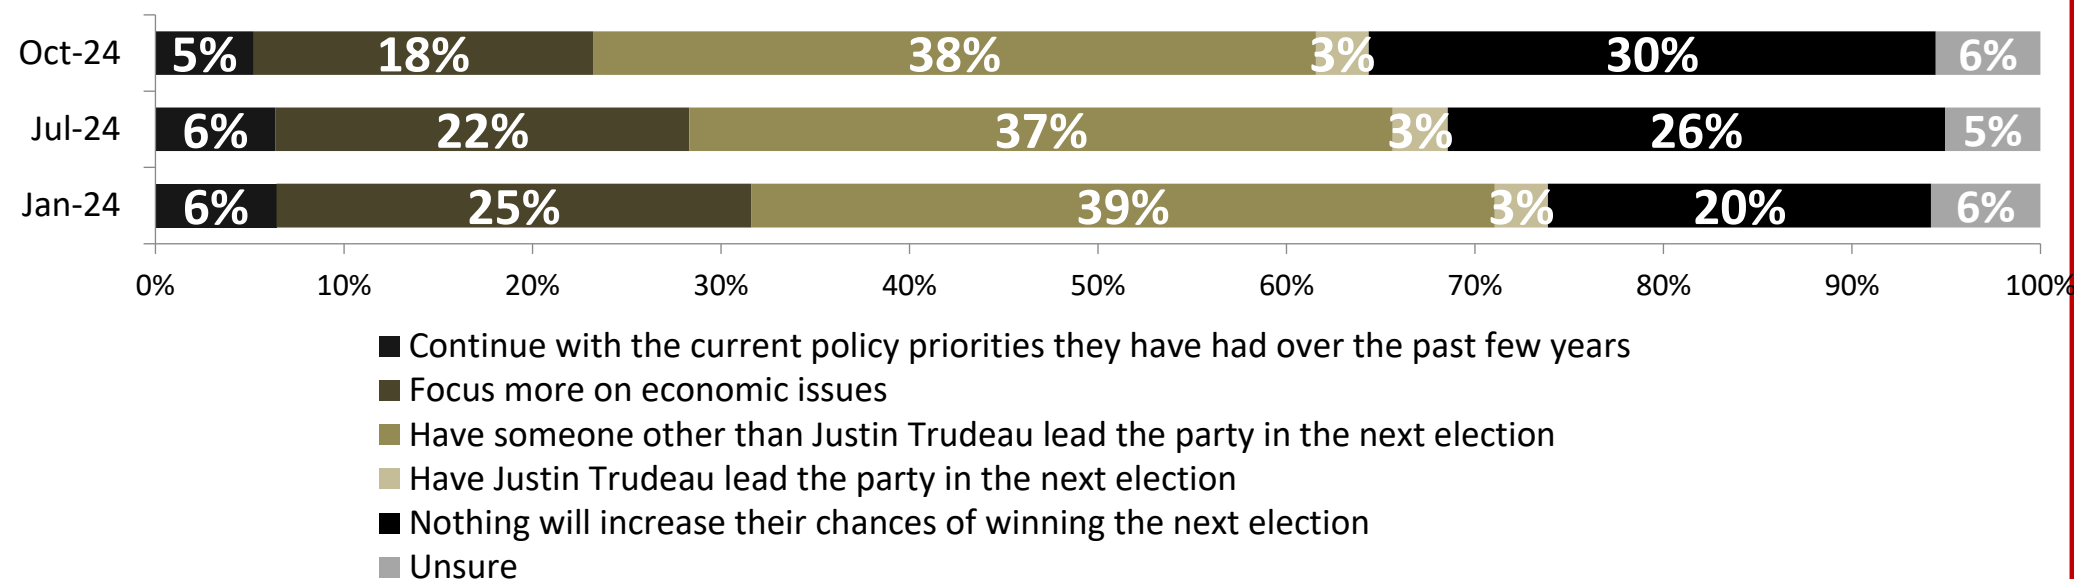 Oct-24 5% 18% 38% 3% 30% 6%
Jul-24 6% 22% 37% 3% 26% 5%
Jan-24 6% 25% 39% 3% 20% 6%
0% 10% 20% 30% 40% 50% 60% 70% 80% 90% 100%
Continue with the current policy priorities they have had over the past few years
Focus more on economic issues
Have someone other than Justin Trudeau lead the party in the next election
Have Justin Trudeau lead the party in the next election
Nothing will increase their chances of winning the next election
Unsure